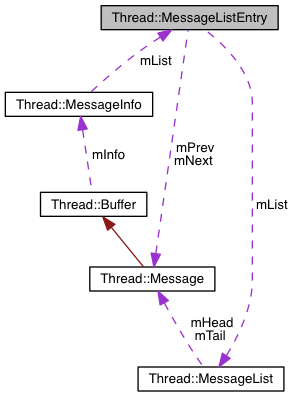 Thread::MessageListEntry
mList
Thread::MessageInfo
mPrev
mNext
mInfo
Thread::Buffer
mList
Thread::Message
mHead
mTail
Thread::MessageList